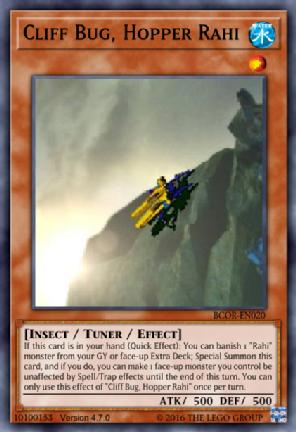 Cliff Bug, Hopper Rahi
WATER
水
BCOR-EN020
[Insect / Tuner / Effect]
If this card is in your hand (Quick Effect): You can banish 1 "Rahi"
monster from your GY or face-up Extra Deck; Special Summon this
card, and if you do, you can make 1 face-up monster you control be
unaffected by Spell/Trap effects until the end of this turn. You can
only use this effect of "Cliff Bug, Hopper Rahi" once per turn.
ATK/ 500 DEF/ 500
10100153 Version 4.7.0 ©2016 THE LEGO GROUP